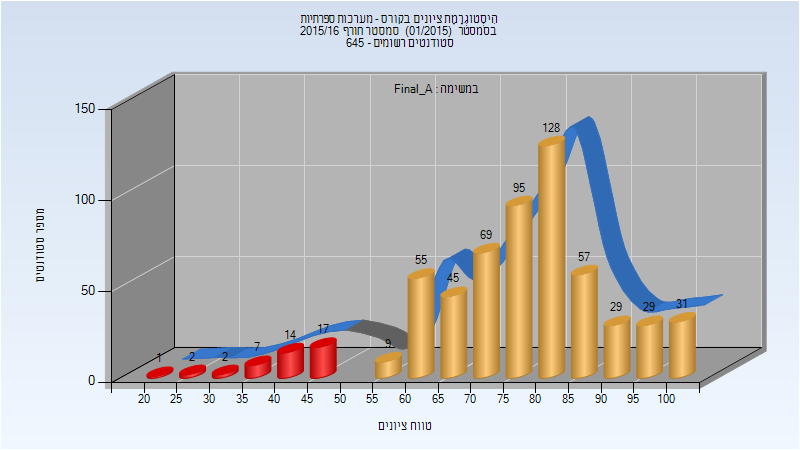 היסטוגרמת ציונים בקורס - מערכות ספרתיות
בסמסטר (01/2015) סמסטר חורף 2015/16
סטודנטים רשומים - 645
במשימה : Final_A
מספר סטודנטים
150
100
50
0
1 2 2 7 14 17 9 55 45 69 95 128 57 29 29 31
20 25 30 35 40 45 50 55 60 65 70 75 80 85 90 95 100
טווח ציונים